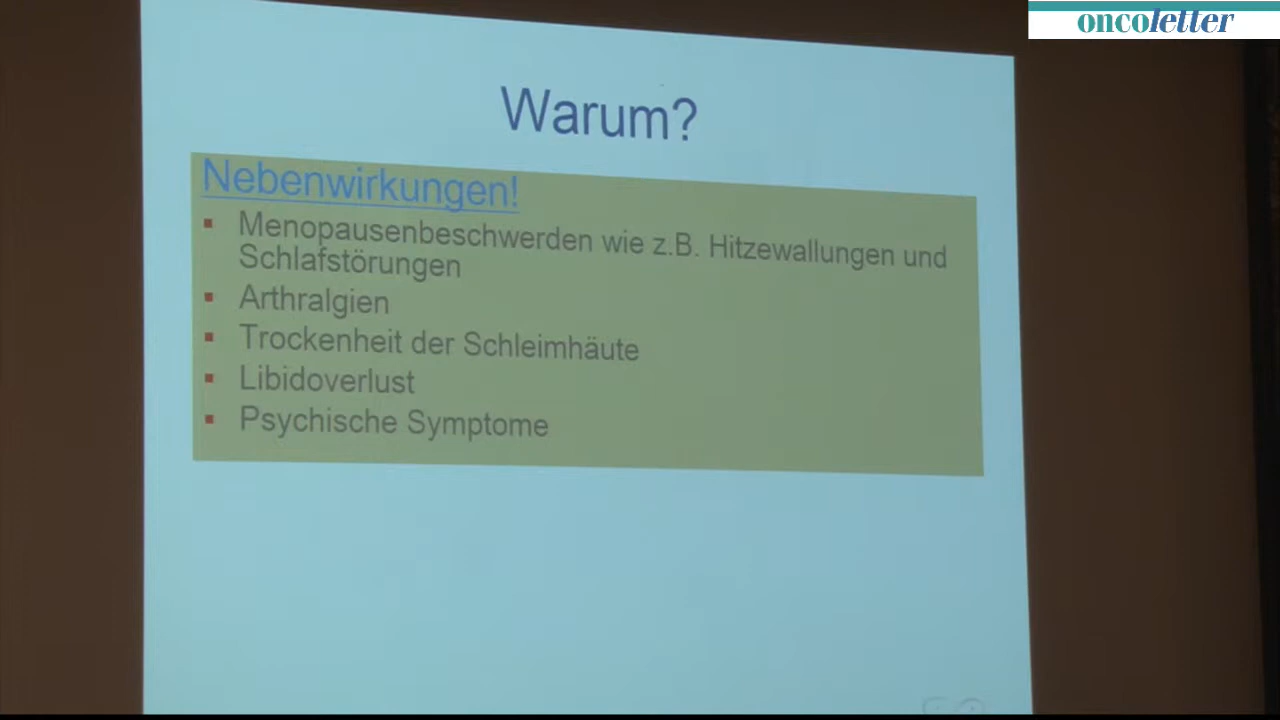 oncoletter
Warum?
Nebenwirkungen!
▪ Menopausenbeschwerden wie z.B. Hitzewallungen und
Schlafstörungen
▪ Arthralgien
▪ Trockenheit der Schleimhäute
▪ Libidoverlust
▪ Psychische Symptome